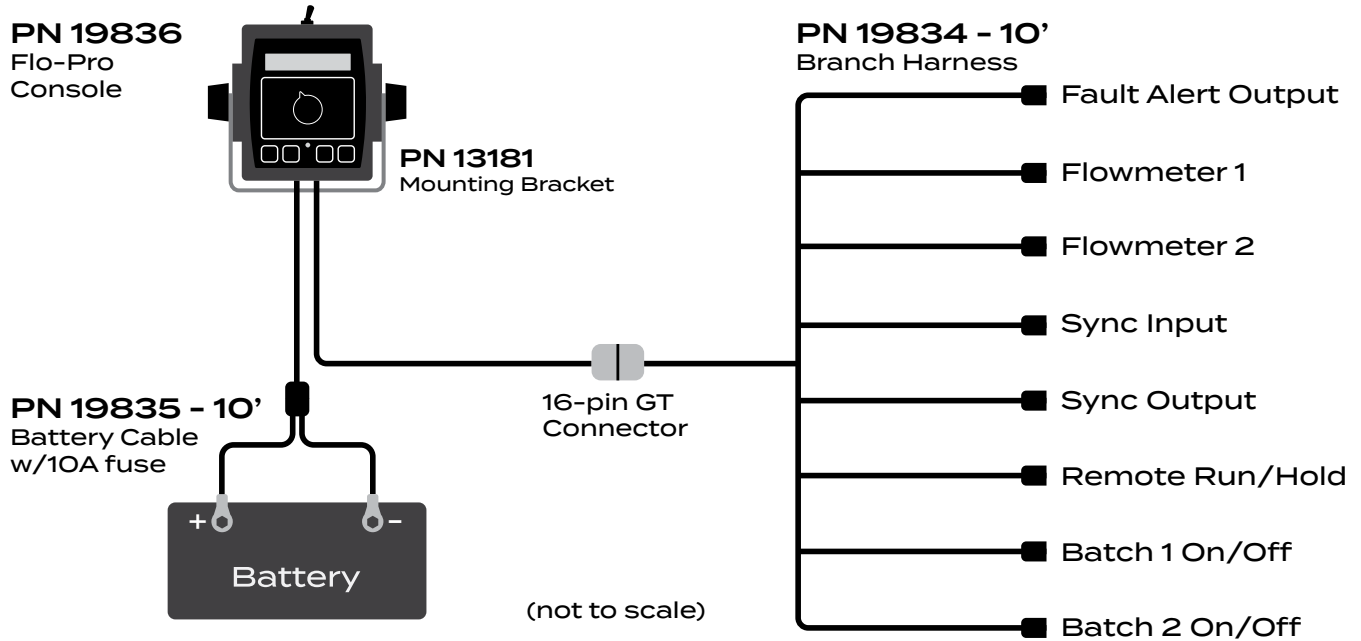 PN 19836
Flo-Pro
Console
PN 13181
Mounting Bracket
PN 19834 - 10’
Branch Harness
Fault Alert Output
Flowmeter 1
Flowmeter 2
Sync Input
Sync Output
Remote Run/Hold
Batch 1 On/Off
Batch 2 On/Off
16-pin GT
Connector
PN 19835 - 10’
Battery Cable
w/10A fuse
+ -
Battery
(not to scale)